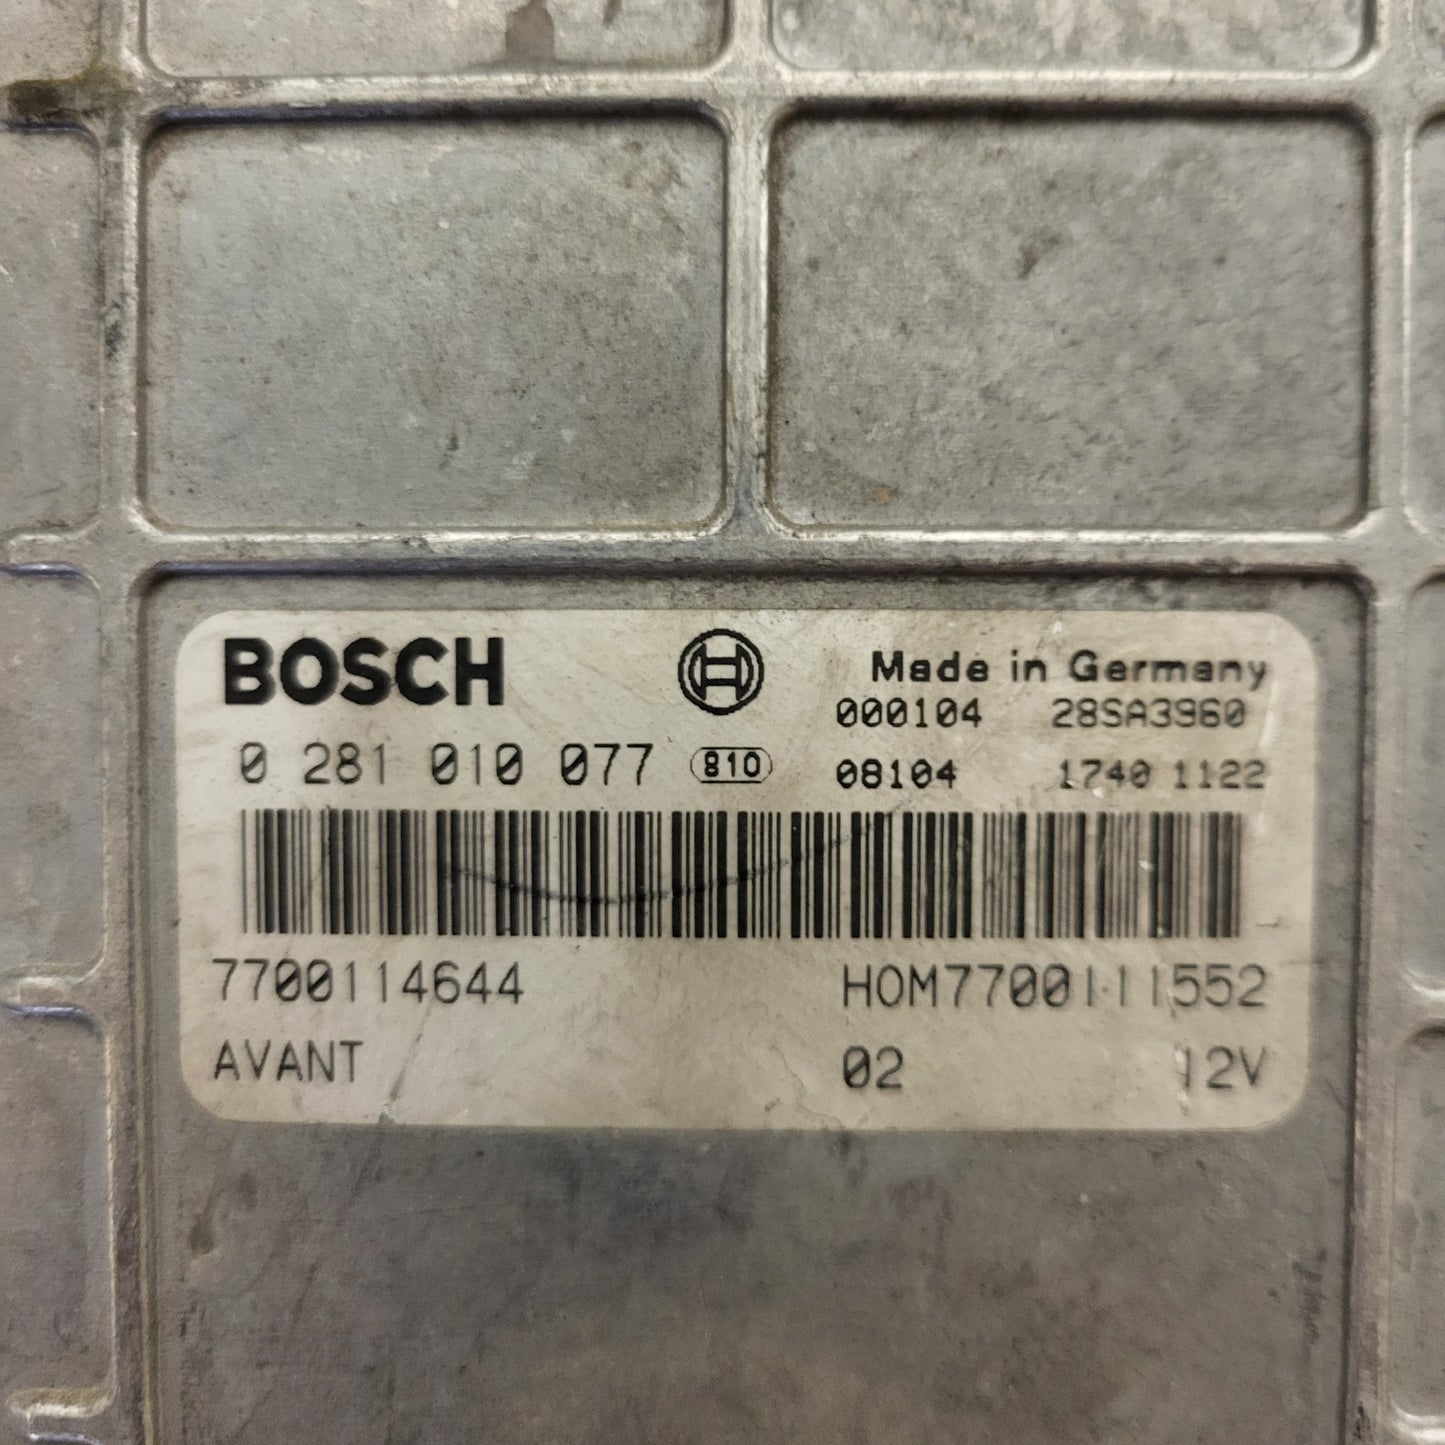 BOSCH Made in Germany
000104 28SA3960
0 281 010 077 810 08104 1740 1122
7700114644 HOM7700111552
AVANT 02 12V